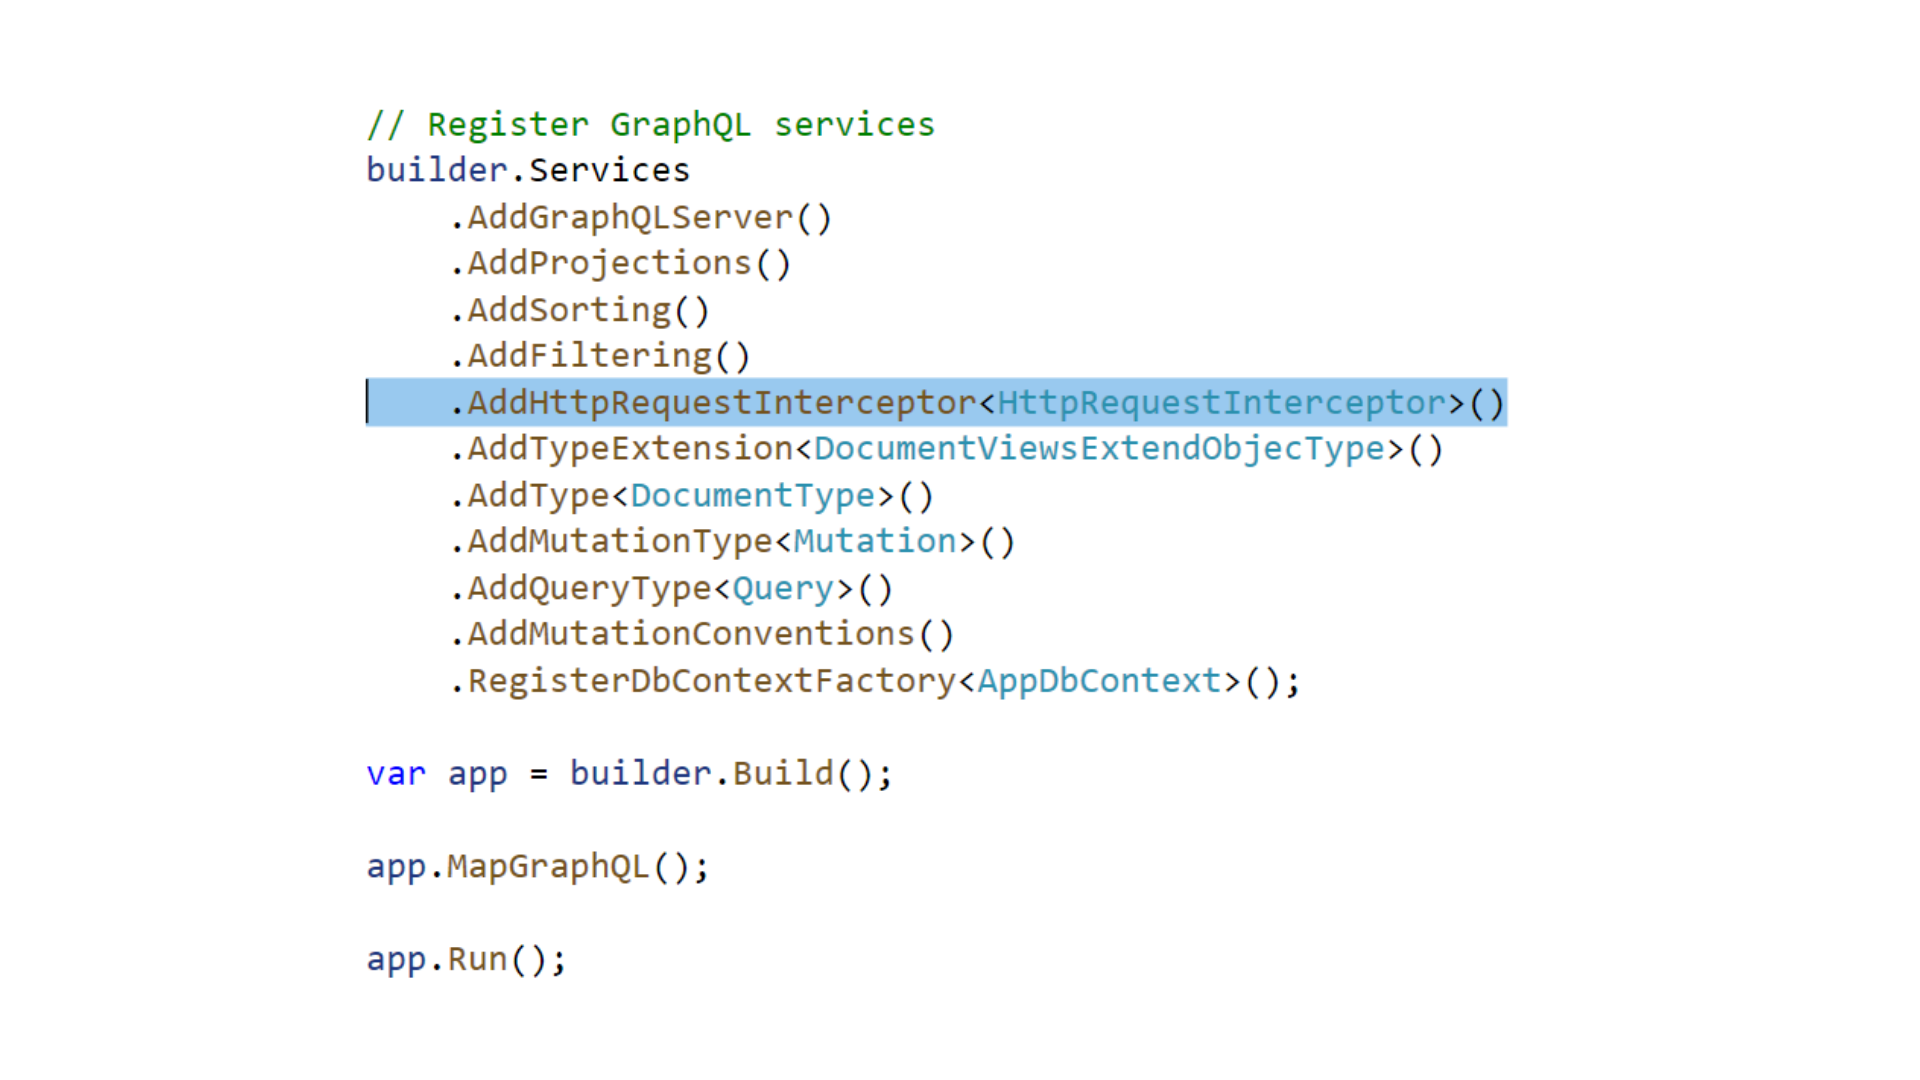 // Register GraphQL services
builder.Services
    .AddGraphQLServer()
    .AddProjections()
    .AddSorting()
    .AddFiltering()
    .AddHttpRequestInterceptor<HttpRequestInterceptor>()
    .AddTypeExtension<DocumentViewsExtendObjecType>()
    .AddType<DocumentType>()
    .AddMutationType<Mutation>()
    .AddQueryType<Query>()
    .AddMutationConventions()
    .RegisterDbContextFactory<AppDbContext>();
var app = builder.Build();
app.MapGraphQL();
app.Run();